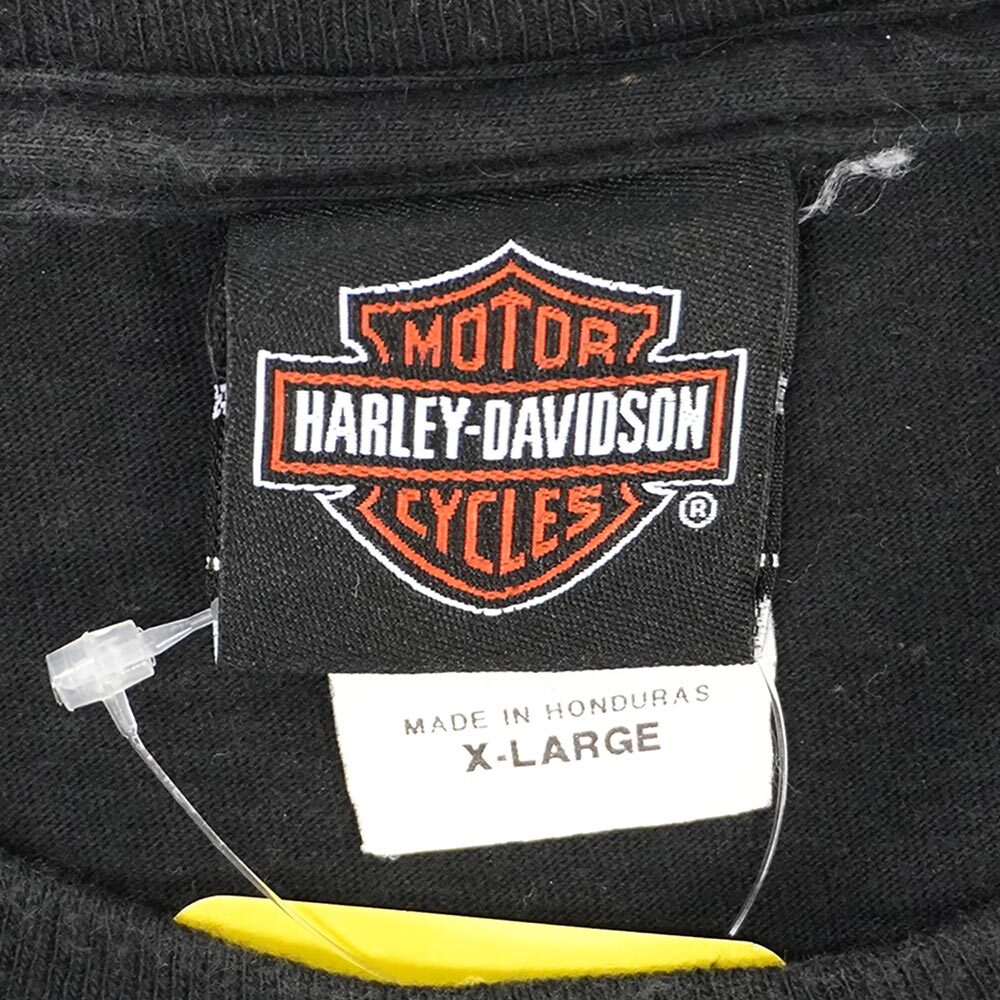 MOTOR
HARLEY-DAVIDSON
CYCLES
®
MADE IN HONDURAS
X-LARGE